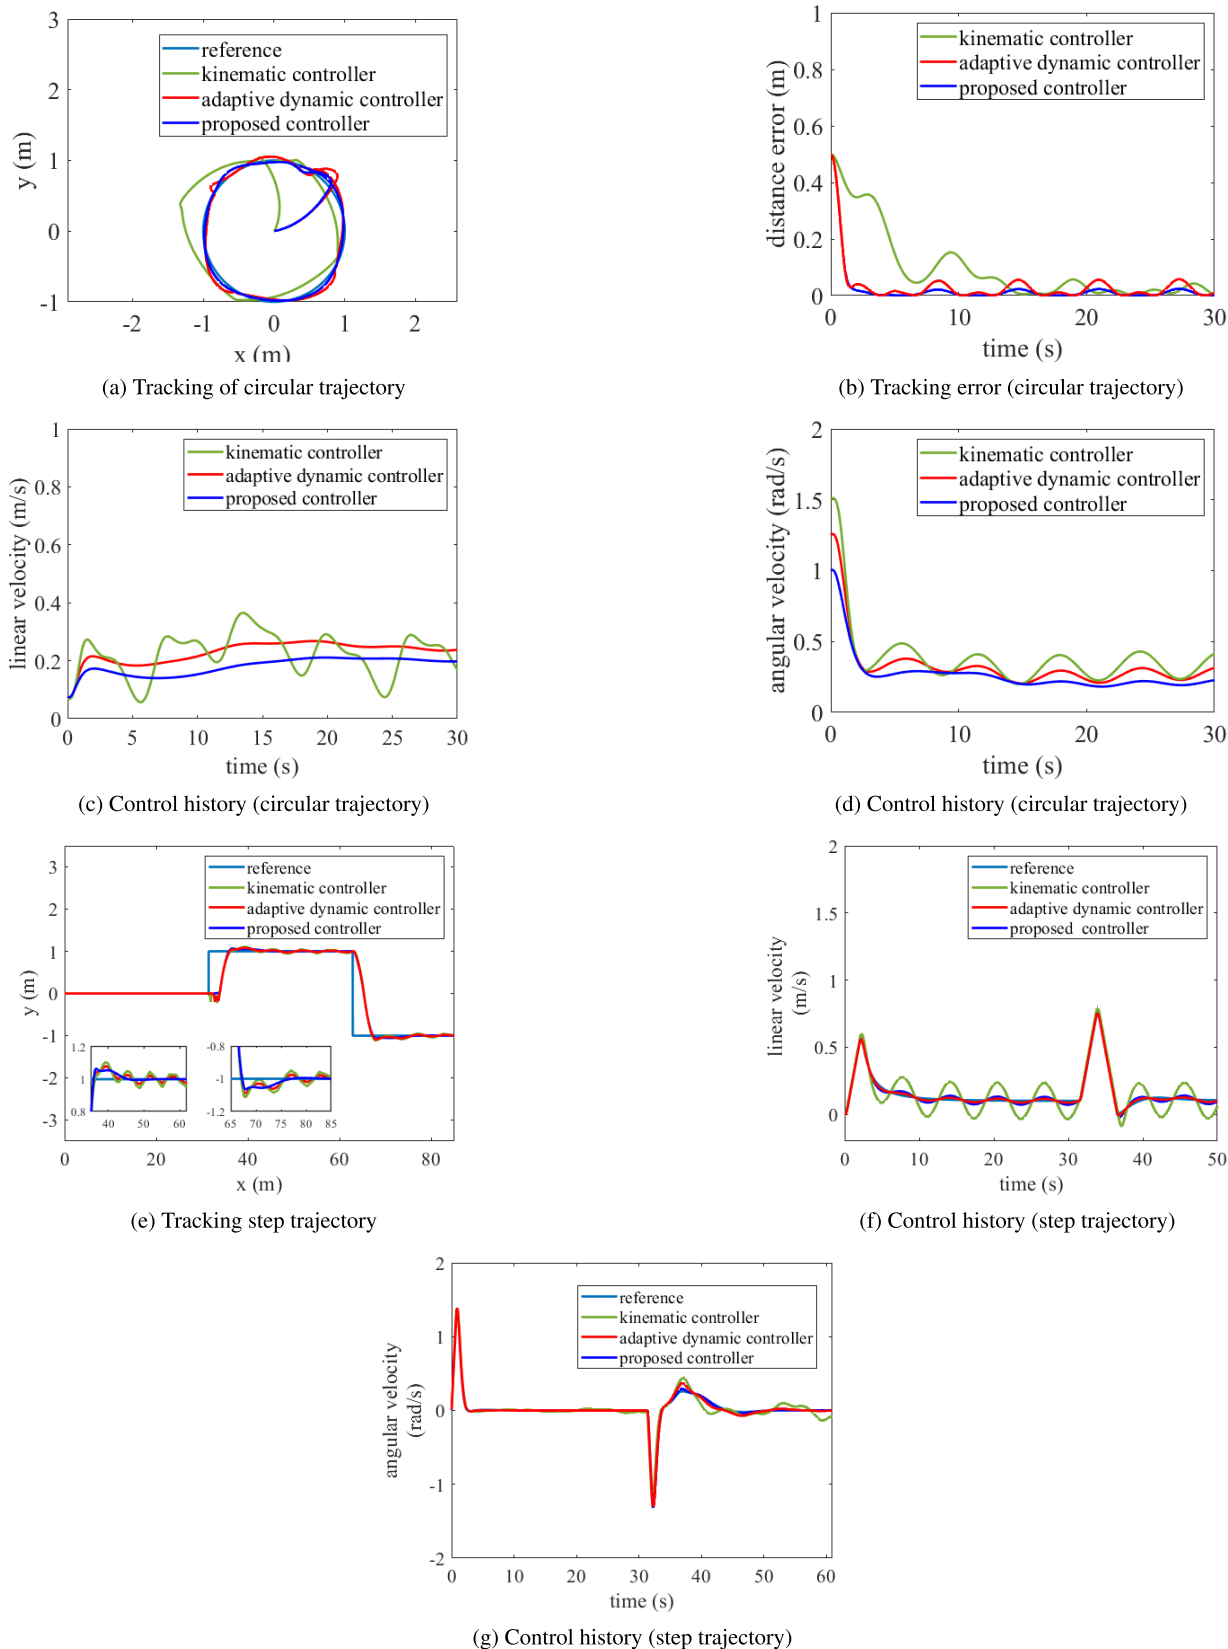 3
2
1
0
-1
y (m)
reference
kinematic controller
adaptive dynamic controller
proposed controller
-2 -1 0 1 2
x (m)
(a) Tracking of circular trajectory
1
0.8
0.6
0.4
0.2
0
distance error (m)
kinematic controller
adaptive dynamic controller
proposed controller
0 10 20 30
time (s)
(b) Tracking error (circular trajectory)
1
0.8
0.6
0.4
0.2
0
linear velocity (m/s)
kinematic controller
adaptive dynamic controller
proposed controller
0 5 10 15 20 25 30
time (s)
(c) Control history (circular trajectory)
2
1.5
1
0.5
0
angular velocity (rad/s)
kinematic controller
adaptive dynamic controller
proposed controller
0 10 20 30
time (s)
(d) Control history (circular trajectory)
3
2
1
0
-1
-2
-3
y (m)
reference
kinematic controller
adaptive dynamic controller
proposed controller
1.2
1
0.8
40 50 60
-0.8
-1
-1.2
65 70 75 80 85
0 20 40 60 80
x (m)
(e) Tracking step trajectory
2
1.5
1
0.5
0
linear velocity
(m/s)
reference
kinematic controller
adaptive dynamic controller
proposed controller
0 10 20 30 40 50
time (s)
(f) Control history (step trajectory)
2
1
0
-1
-2
angular velocity
(rad/s)
reference
kinematic controller
adaptive dynamic controller
proposed controller
0 10 20 30 40 50 60
time (s)
(g) Control history (step trajectory)